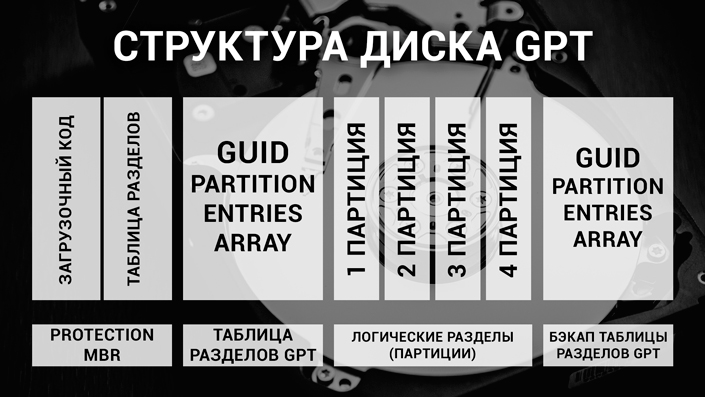 СТРУКТУРА ДИСКА GPT
ЗАГРУЗОЧНЫЙ КОД
ТАБЛИЦА РАЗДЕЛОВ
GUID
PARTITION
ENTRIES
ARRAY
1 ПАРТИЦИЯ
2 ПАРТИЦИЯ
3 ПАРТИЦИЯ
4 ПАРТИЦИЯ
GUID
PARTITION
ENTRIES
ARRAY
PROTECTION
MBR
ТАБЛИЦА
РАЗДЕЛОВ GPT
ЛОГИЧЕСКИЕ РАЗДЕЛЫ
(ПАРТИЦИИ)
БЭКАП ТАБЛИЦЫ
РАЗДЕЛОВ GPT